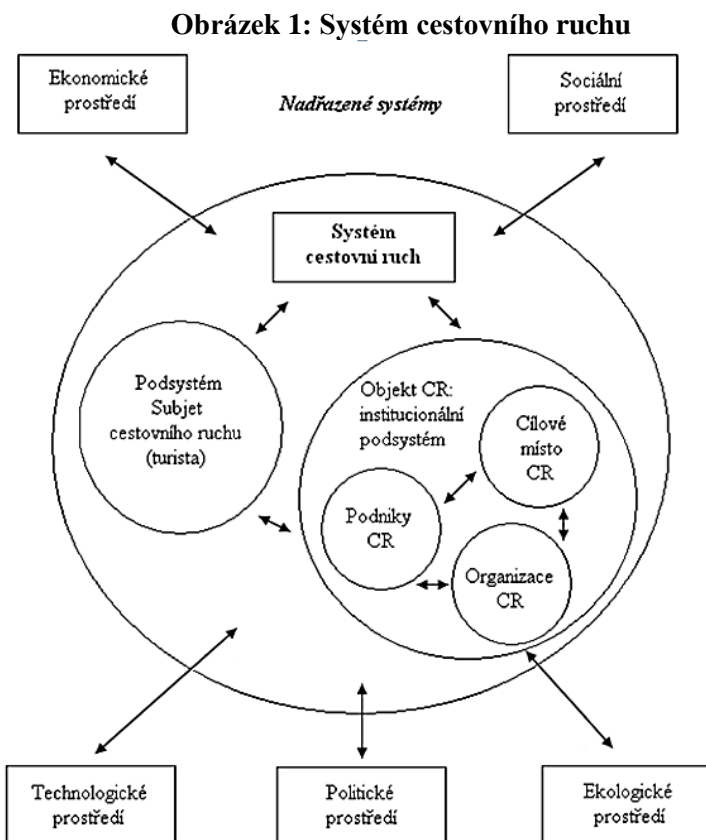 Obrázek 1: Systém cestovního ruchu
Ekonomické
prostředí
Nadřazené systémy
Sociální
prostředí
Systém
cestovní ruch
Podsystém
Subjet
cestovního ruchu
(turista)
Objekt CR:
institucionální
podsystém
Cílové
místo
CR
Podniky
CR
Organizace
CR
Technologické
prostředí
Politické
prostředí
Ekologické
prostředí